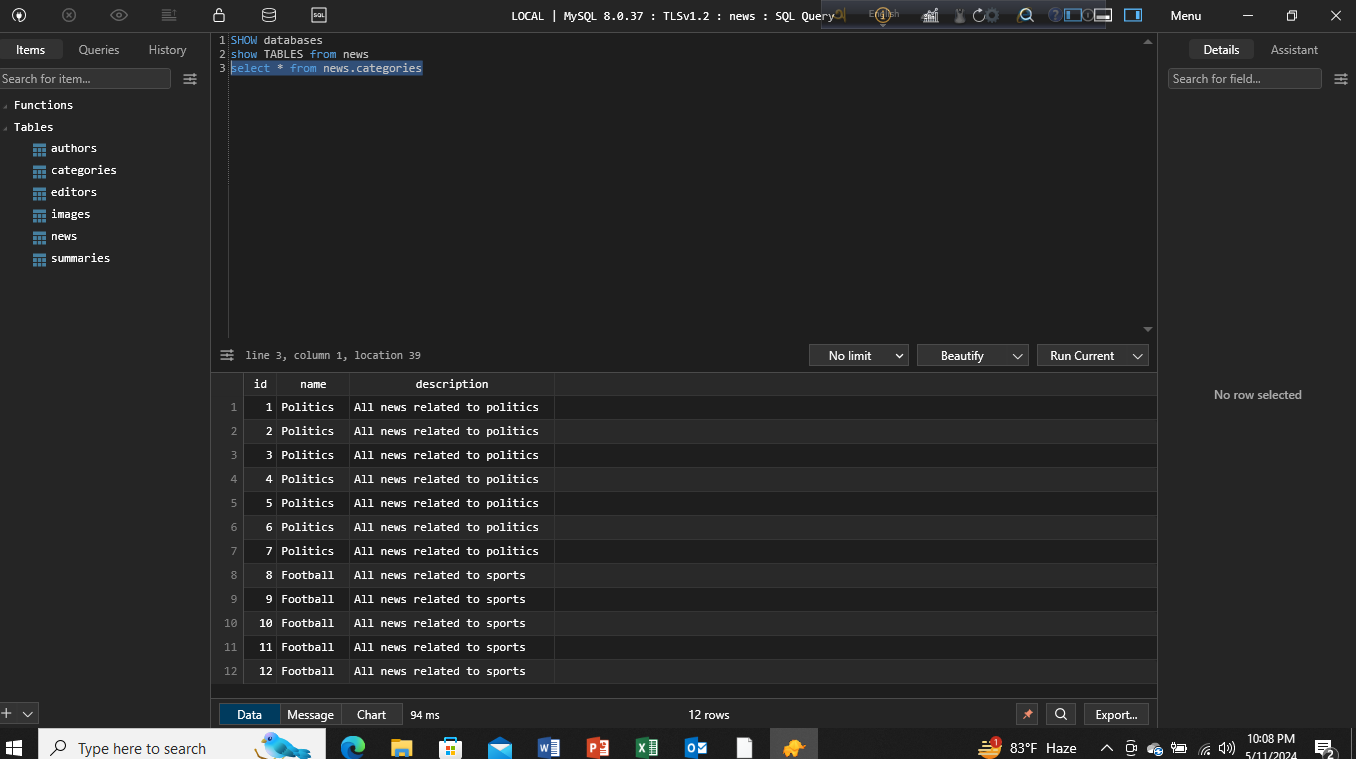 SQL
LOCAL | MySQL 8.0.37 : TLSv1.2 : news : SQL Query
English
Menu
Items Queries History
Search for item...
Functions
Tables
authors
categories
editors
images
news
summaries
1 SHOW databases
2 show TABLES from news
3 select * from news.categories
Details Assistant
Search for field...
No row selected
line 3, column 1, location 39
No limit
Beautify
Run Current
id name description
1 1 Politics All news related to politics
2 2 Politics All news related to politics
3 3 Politics All news related to politics
4 4 Politics All news related to politics
5 5 Politics All news related to politics
6 6 Politics All news related to politics
7 7 Politics All news related to politics
8 8 Football All news related to sports
9 9 Football All news related to sports
10 10 Football All news related to sports
11 11 Football All news related to sports
12 12 Football All news related to sports
Data Message Chart 94 ms 12 rows Export...
Type here to search
1
83°F Haze
10:08 PM
5/11/2024
2